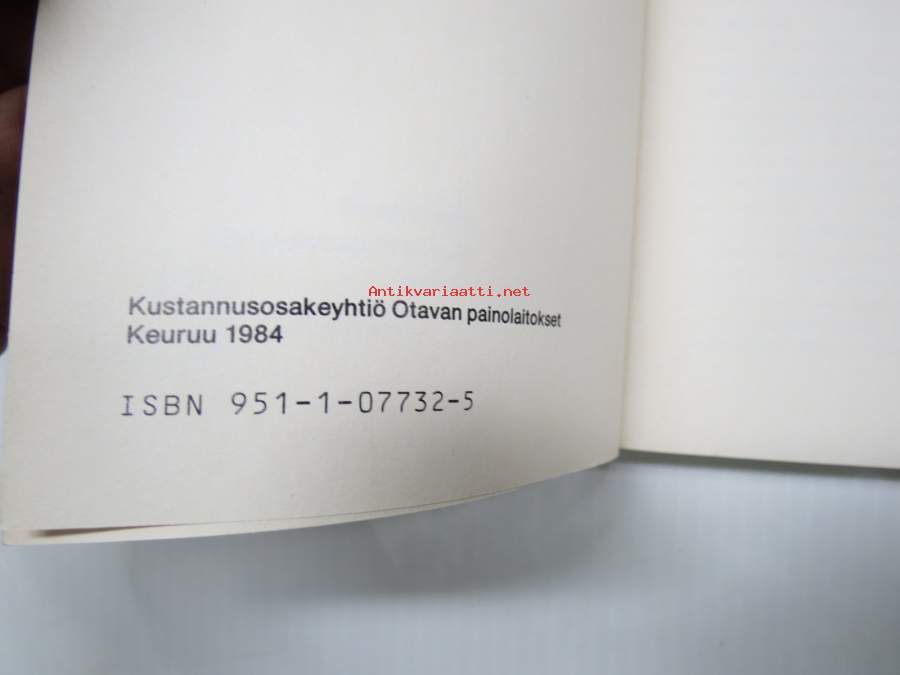 Antikvariaatti.net
Kustannusosakeyhtiö Otavan painolaitokset
Keuruu 1984
ISBN 951-1-07732-5